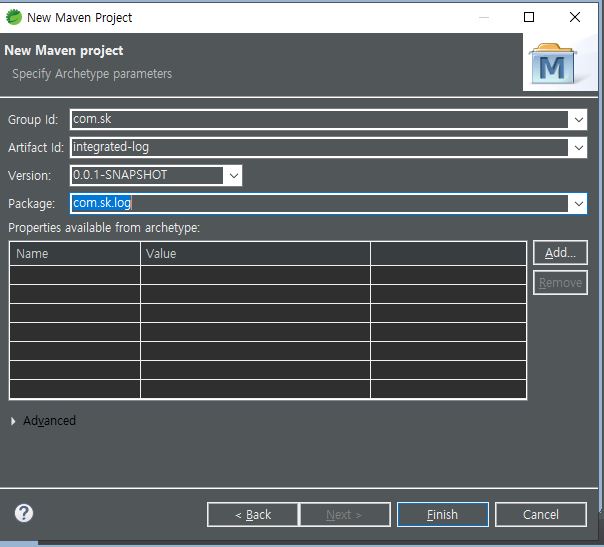 New Maven Project
New Maven project
Specify Archetype parameters
M
Group Id: com.sk
Artifact Id: integrated-log
Version: 0.0.1-SNAPSHOT
Package: com.sk.log
Properties available from archetype:
Name Value
Add...
Remove
Advanced
? < Back Next > Finish Cancel